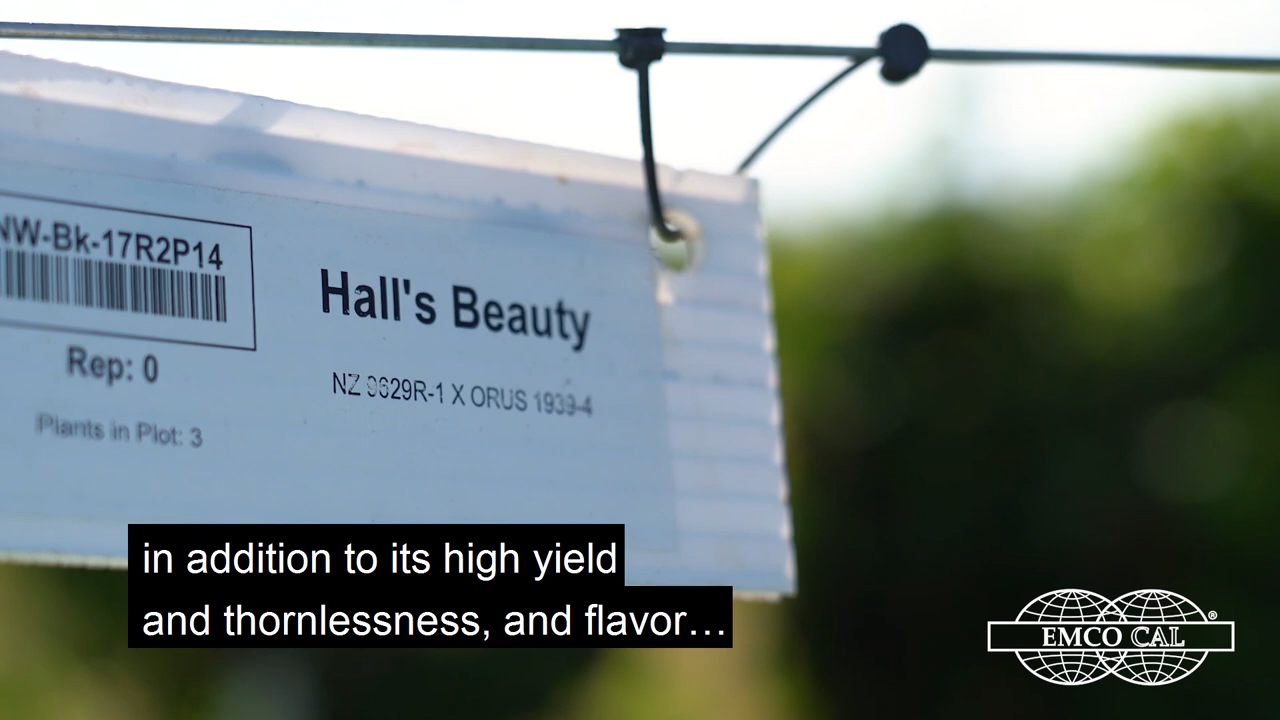 NW-Bk-17R2P14
Rep: 0
Plants in Plot: 3
Hall's Beauty
NZ 9629R-1 X ORUS 1939-4
in addition to its high yield
and thornlessness, and flavor…
EMCO CAL®